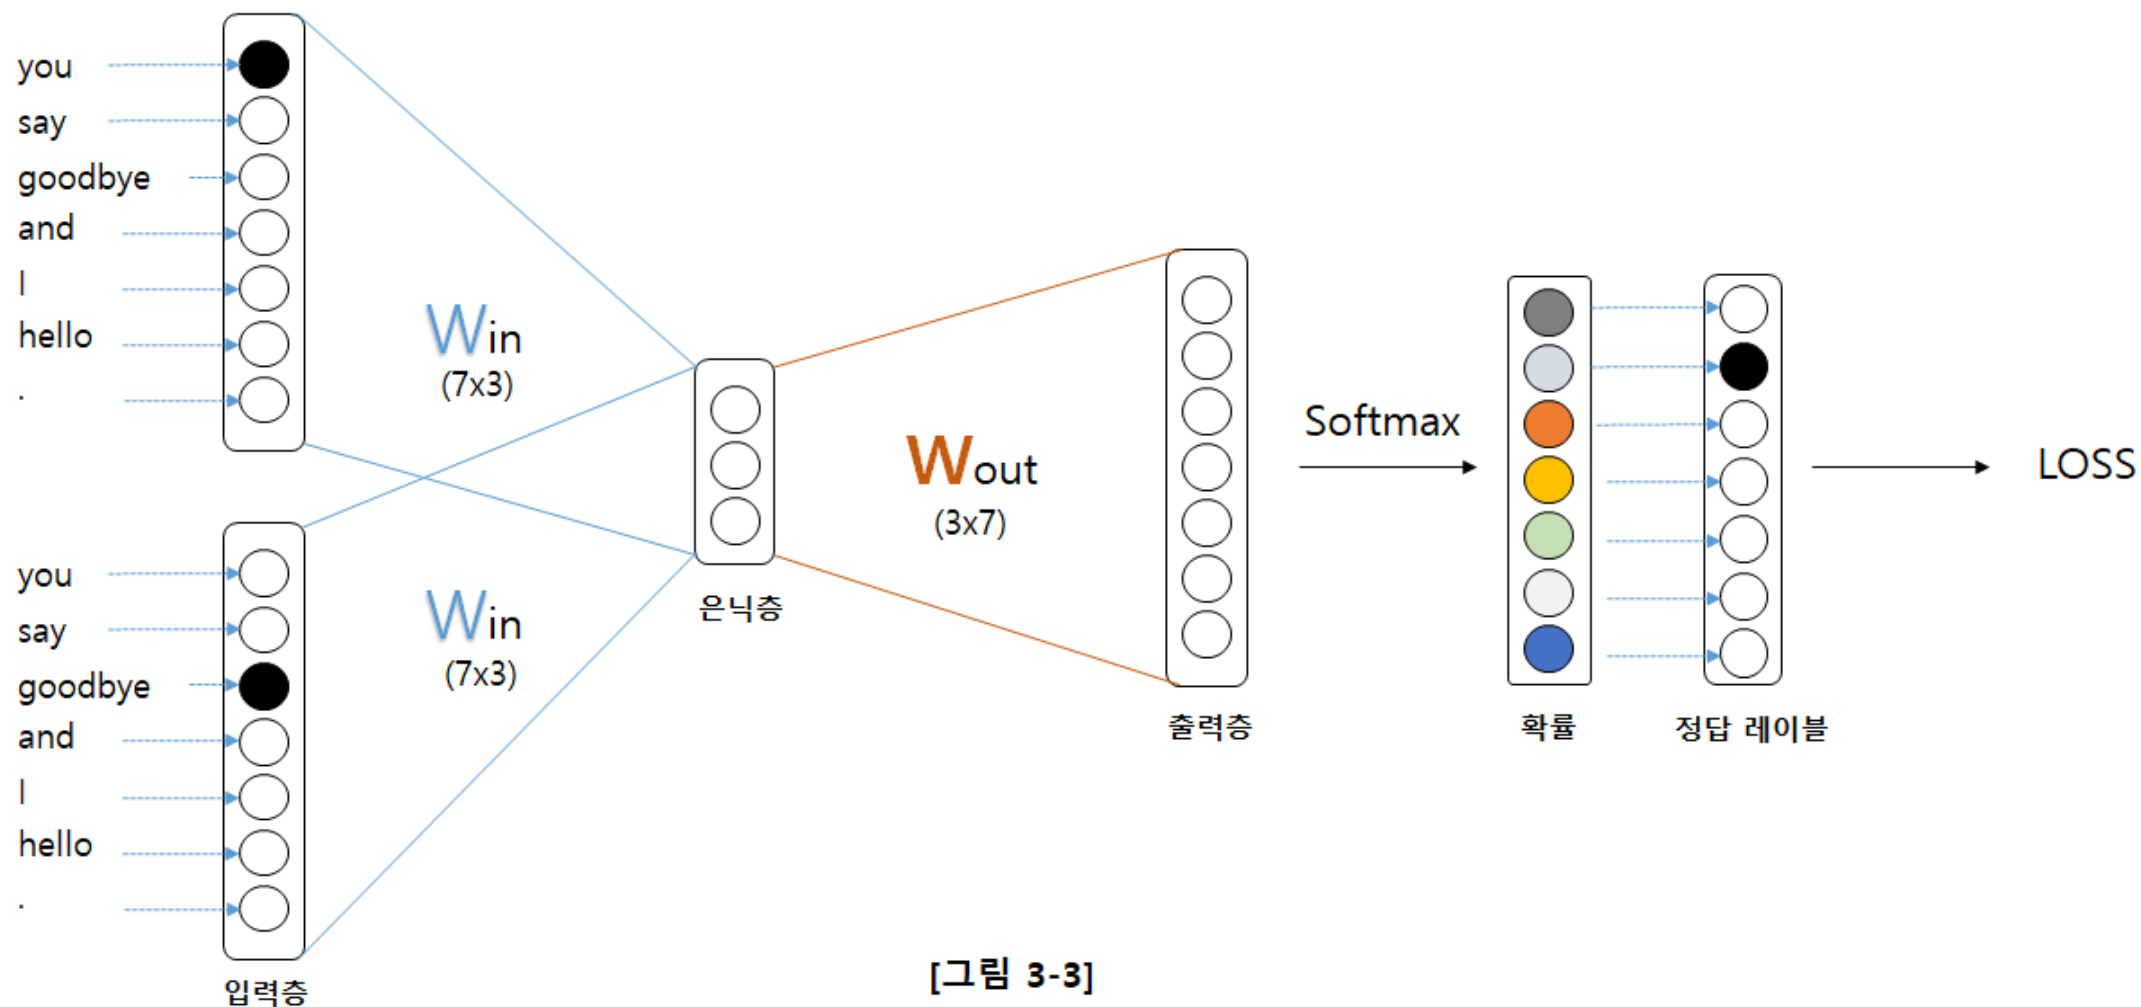 you
say
goodbye
and
I
hello
.
Win
(7x3)
you
say
goodbye
and
I
hello
.
입력층
Win
(7x3)
은닉층
Wout
(3x7)
출력층
Softmax
확률
정답 레이블
LOSS
[그림 3-3]